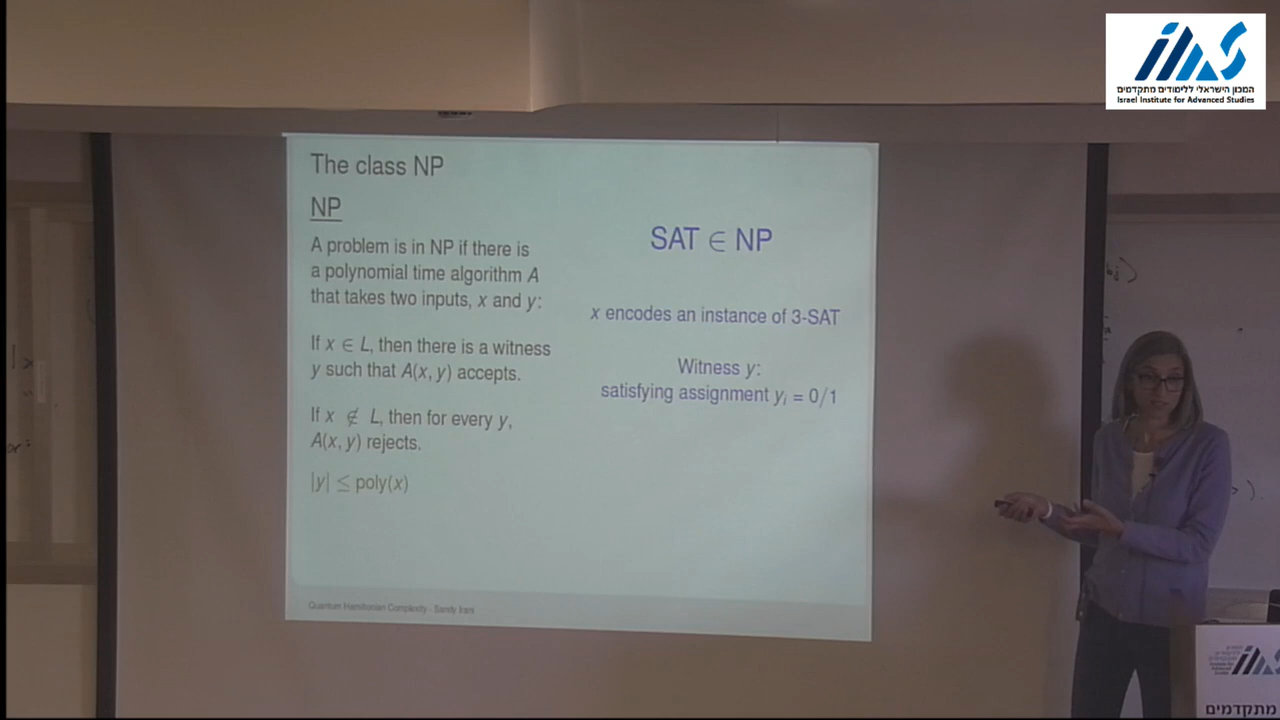 המכון הישראלי ללימודים מתקדמים
Israel Institute for Advanced Studies
The class NP
NP
A problem is in NP if there is
a polynomial time algorithm A
that takes two inputs, x and y:
If x ∈ L, then there is a witness
y such that A(x, y) accepts.
If x ∉ L, then for every y,
A(x, y) rejects.
|y| ≤ poly(x)
SAT ∈ NP
x encodes an instance of 3-SAT
Witness y:
satisfying assignment yᵢ = 0/1
Quantum Hamiltonian Complexity - Sandy Irani
מתקדמים